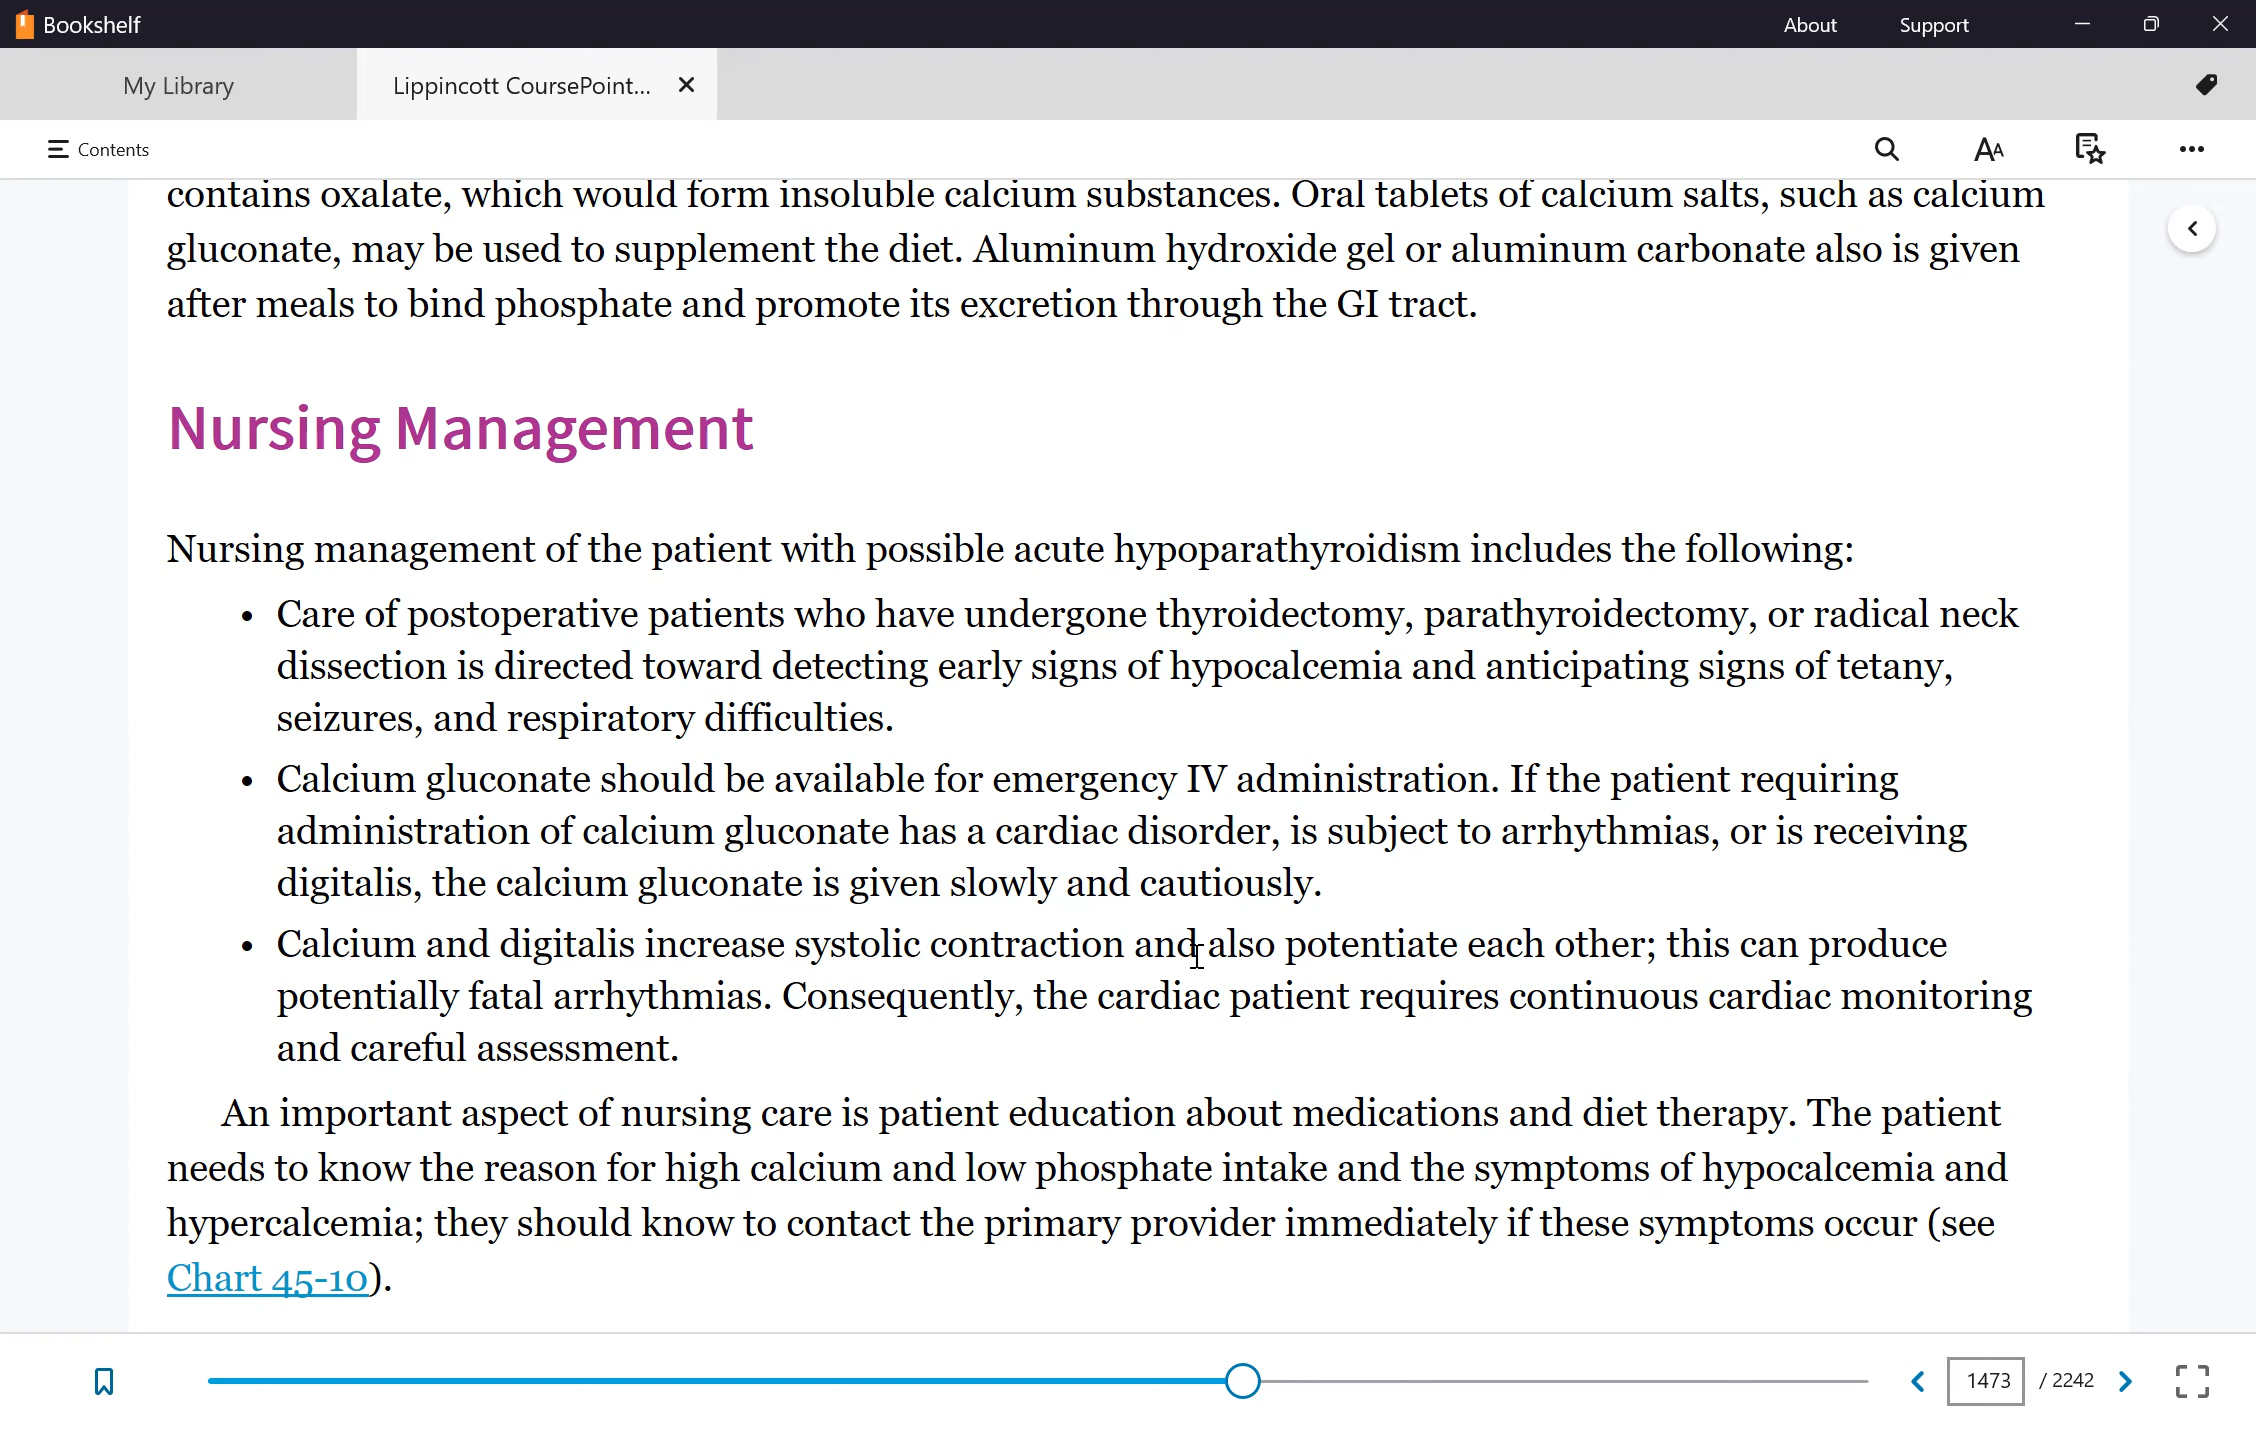 Bookshelf
About
Support
My Library
Lippincott CoursePoint...
Contents
contains oxalate, which would form insoluble calcium substances. Oral tablets of calcium salts, such as calcium
gluconate, may be used to supplement the diet. Aluminum hydroxide gel or aluminum carbonate also is given
after meals to bind phosphate and promote its excretion through the GI tract.
Nursing Management
Nursing management of the patient with possible acute hypoparathyroidism includes the following:
• Care of postoperative patients who have undergone thyroidectomy, parathyroidectomy, or radical neck
dissection is directed toward detecting early signs of hypocalcemia and anticipating signs of tetany,
seizures, and respiratory difficulties.
• Calcium gluconate should be available for emergency IV administration. If the patient requiring
administration of calcium gluconate has a cardiac disorder, is subject to arrhythmias, or is receiving
digitalis, the calcium gluconate is given slowly and cautiously.
• Calcium and digitalis increase systolic contraction and also potentiate each other; this can produce
potentially fatal arrhythmias. Consequently, the cardiac patient requires continuous cardiac monitoring
and careful assessment.
An important aspect of nursing care is patient education about medications and diet therapy. The patient
needs to know the reason for high calcium and low phosphate intake and the symptoms of hypocalcemia and
hypercalcemia; they should know to contact the primary provider immediately if these symptoms occur (see
Chart 45-10).
1473 / 2242